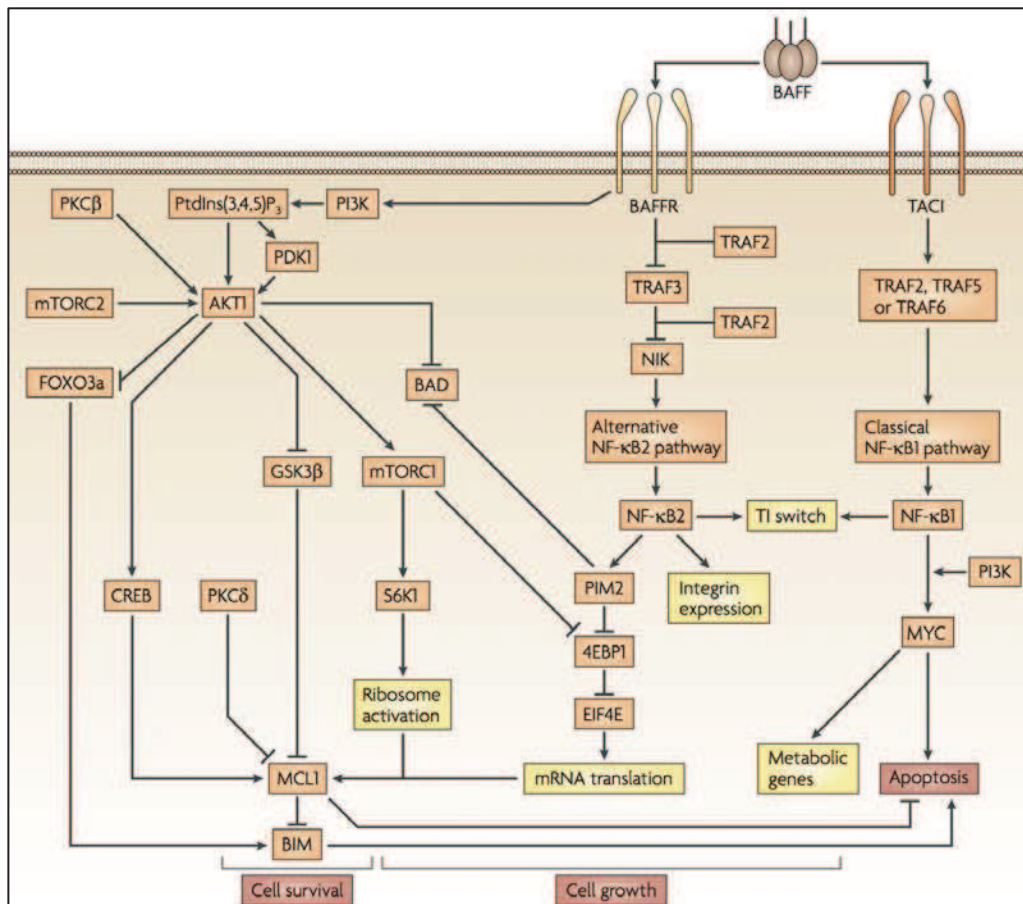 BAFF
PKCβ
PtdIns(3,4,5)P3
PI3K
BAFFR
TACI
PDK1
TRAF2
mTORC2
AKT1
TRAF3
TRAF2, TRAF5
or TRAF6
TRAF2
FOXO3a
BAD
NIK
GSK3β
mTORC1
Alternative
NF-κB2 pathway
Classical
NF-κB1 pathway
NF-κB2
TI switch
NF-κB1
CREB
PKCδ
S6K1
PIM2
Integrin
expression
PI3K
4EBP1
MYC
Ribosome
activation
EIF4E
MCL1
mRNA translation
Metabolic
genes
Apoptosis
BIM
Cell survival
Cell growth